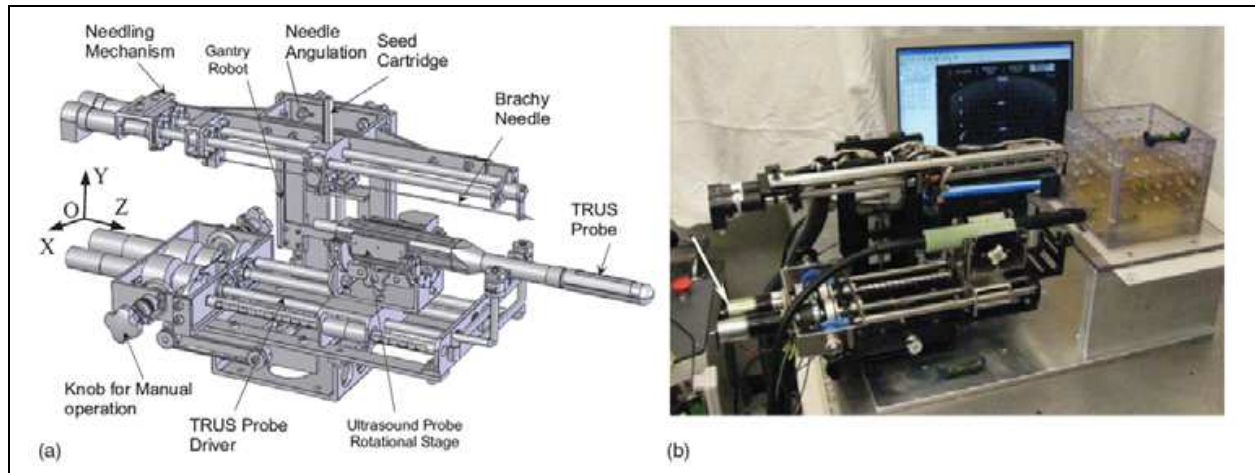 Needling
Mechanism
Gantry
Robot
Needle
Angulation
Seed
Cartridge
Brachy
Needle
Y
O
Z
X
TRUS
Probe
Knob for Manual
operation
TRUS Probe
Driver
Ultrasound Probe
Rotational Stage
(a)
(b)